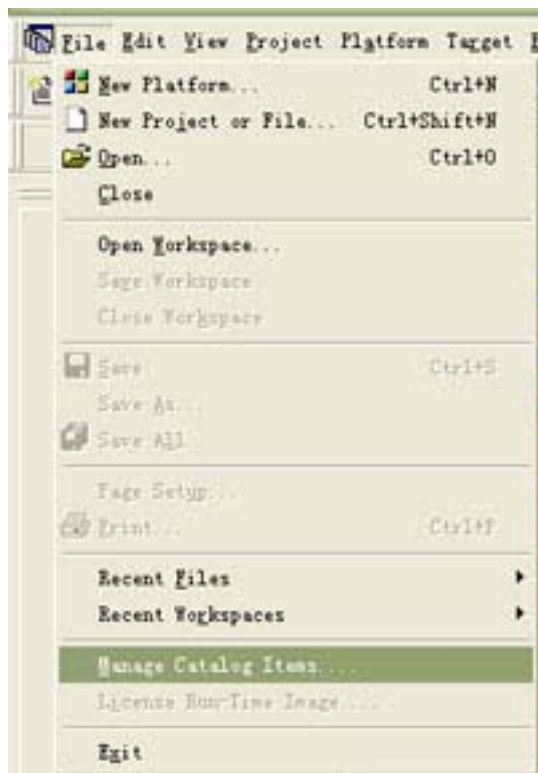 File Edit View Project Platform Target
New Platform... Ctrl+N
New Project or File... Ctrl+Shift+N
Open... Ctrl+O
Close
Open Workspace...
Save Workspace
Close Workspace
Save Ctrl+S
Save As...
Save All
Page Setup...
Print... Ctrl+P
Recent Files
Recent Workspaces
Manage Catalog Items....
License Run-Time Image....
Exit